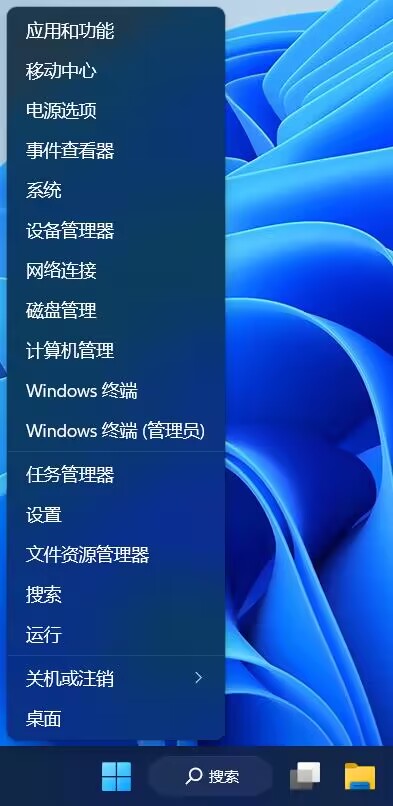 应用和功能
移动中心
电源选项
事件查看器
系统
设备管理器
网络连接
磁盘管理
计算机管理
Windows 终端
Windows 终端 (管理员)
任务管理器
设置
文件资源管理器
搜索
运行
关机或注销
桌面
搜索